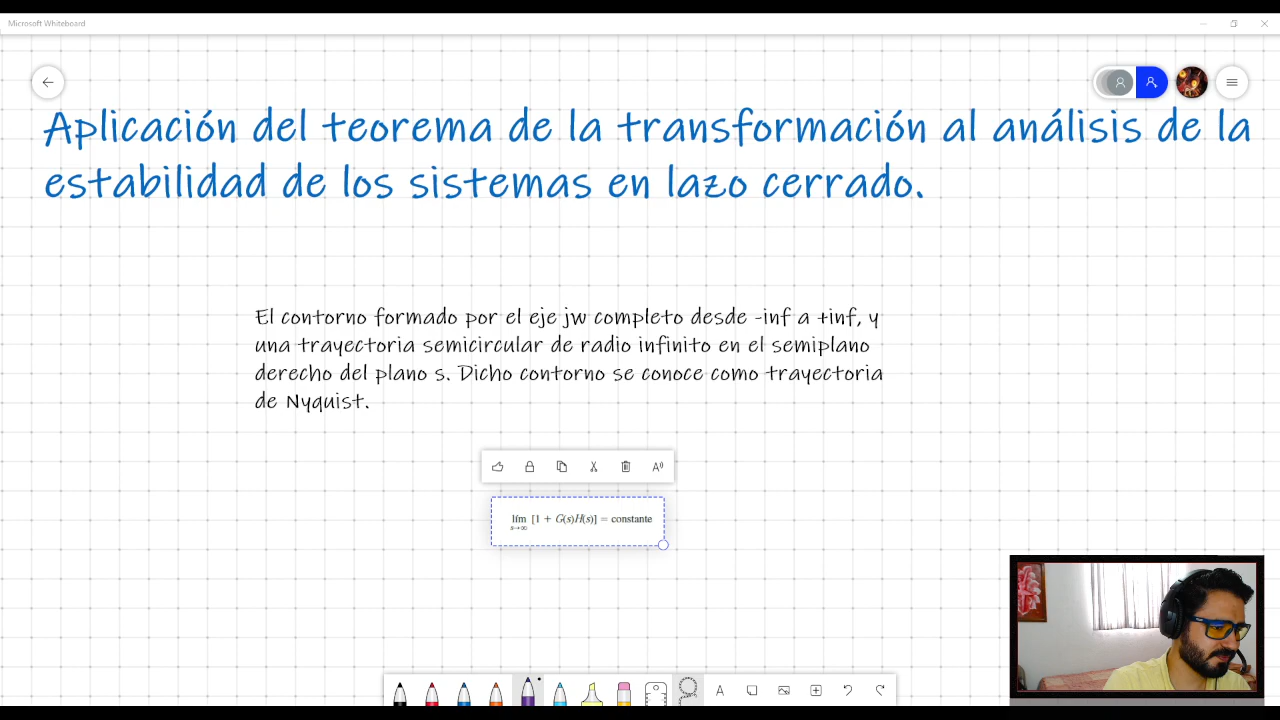 Microsoft Whiteboard
Aplicación del teorema de la transformación al análisis de la
estabilidad de los sistemas en lazo cerrado.
El contorno formado por el eje jw completo desde -inf a +inf, y
una trayectoria semicircular de radio infinito en el semiplano
derecho del plano s. Dicho contorno se conoce como trayectoria
de Nyquist.
lím [1 + G(s)H(s)] = constante
s→∞